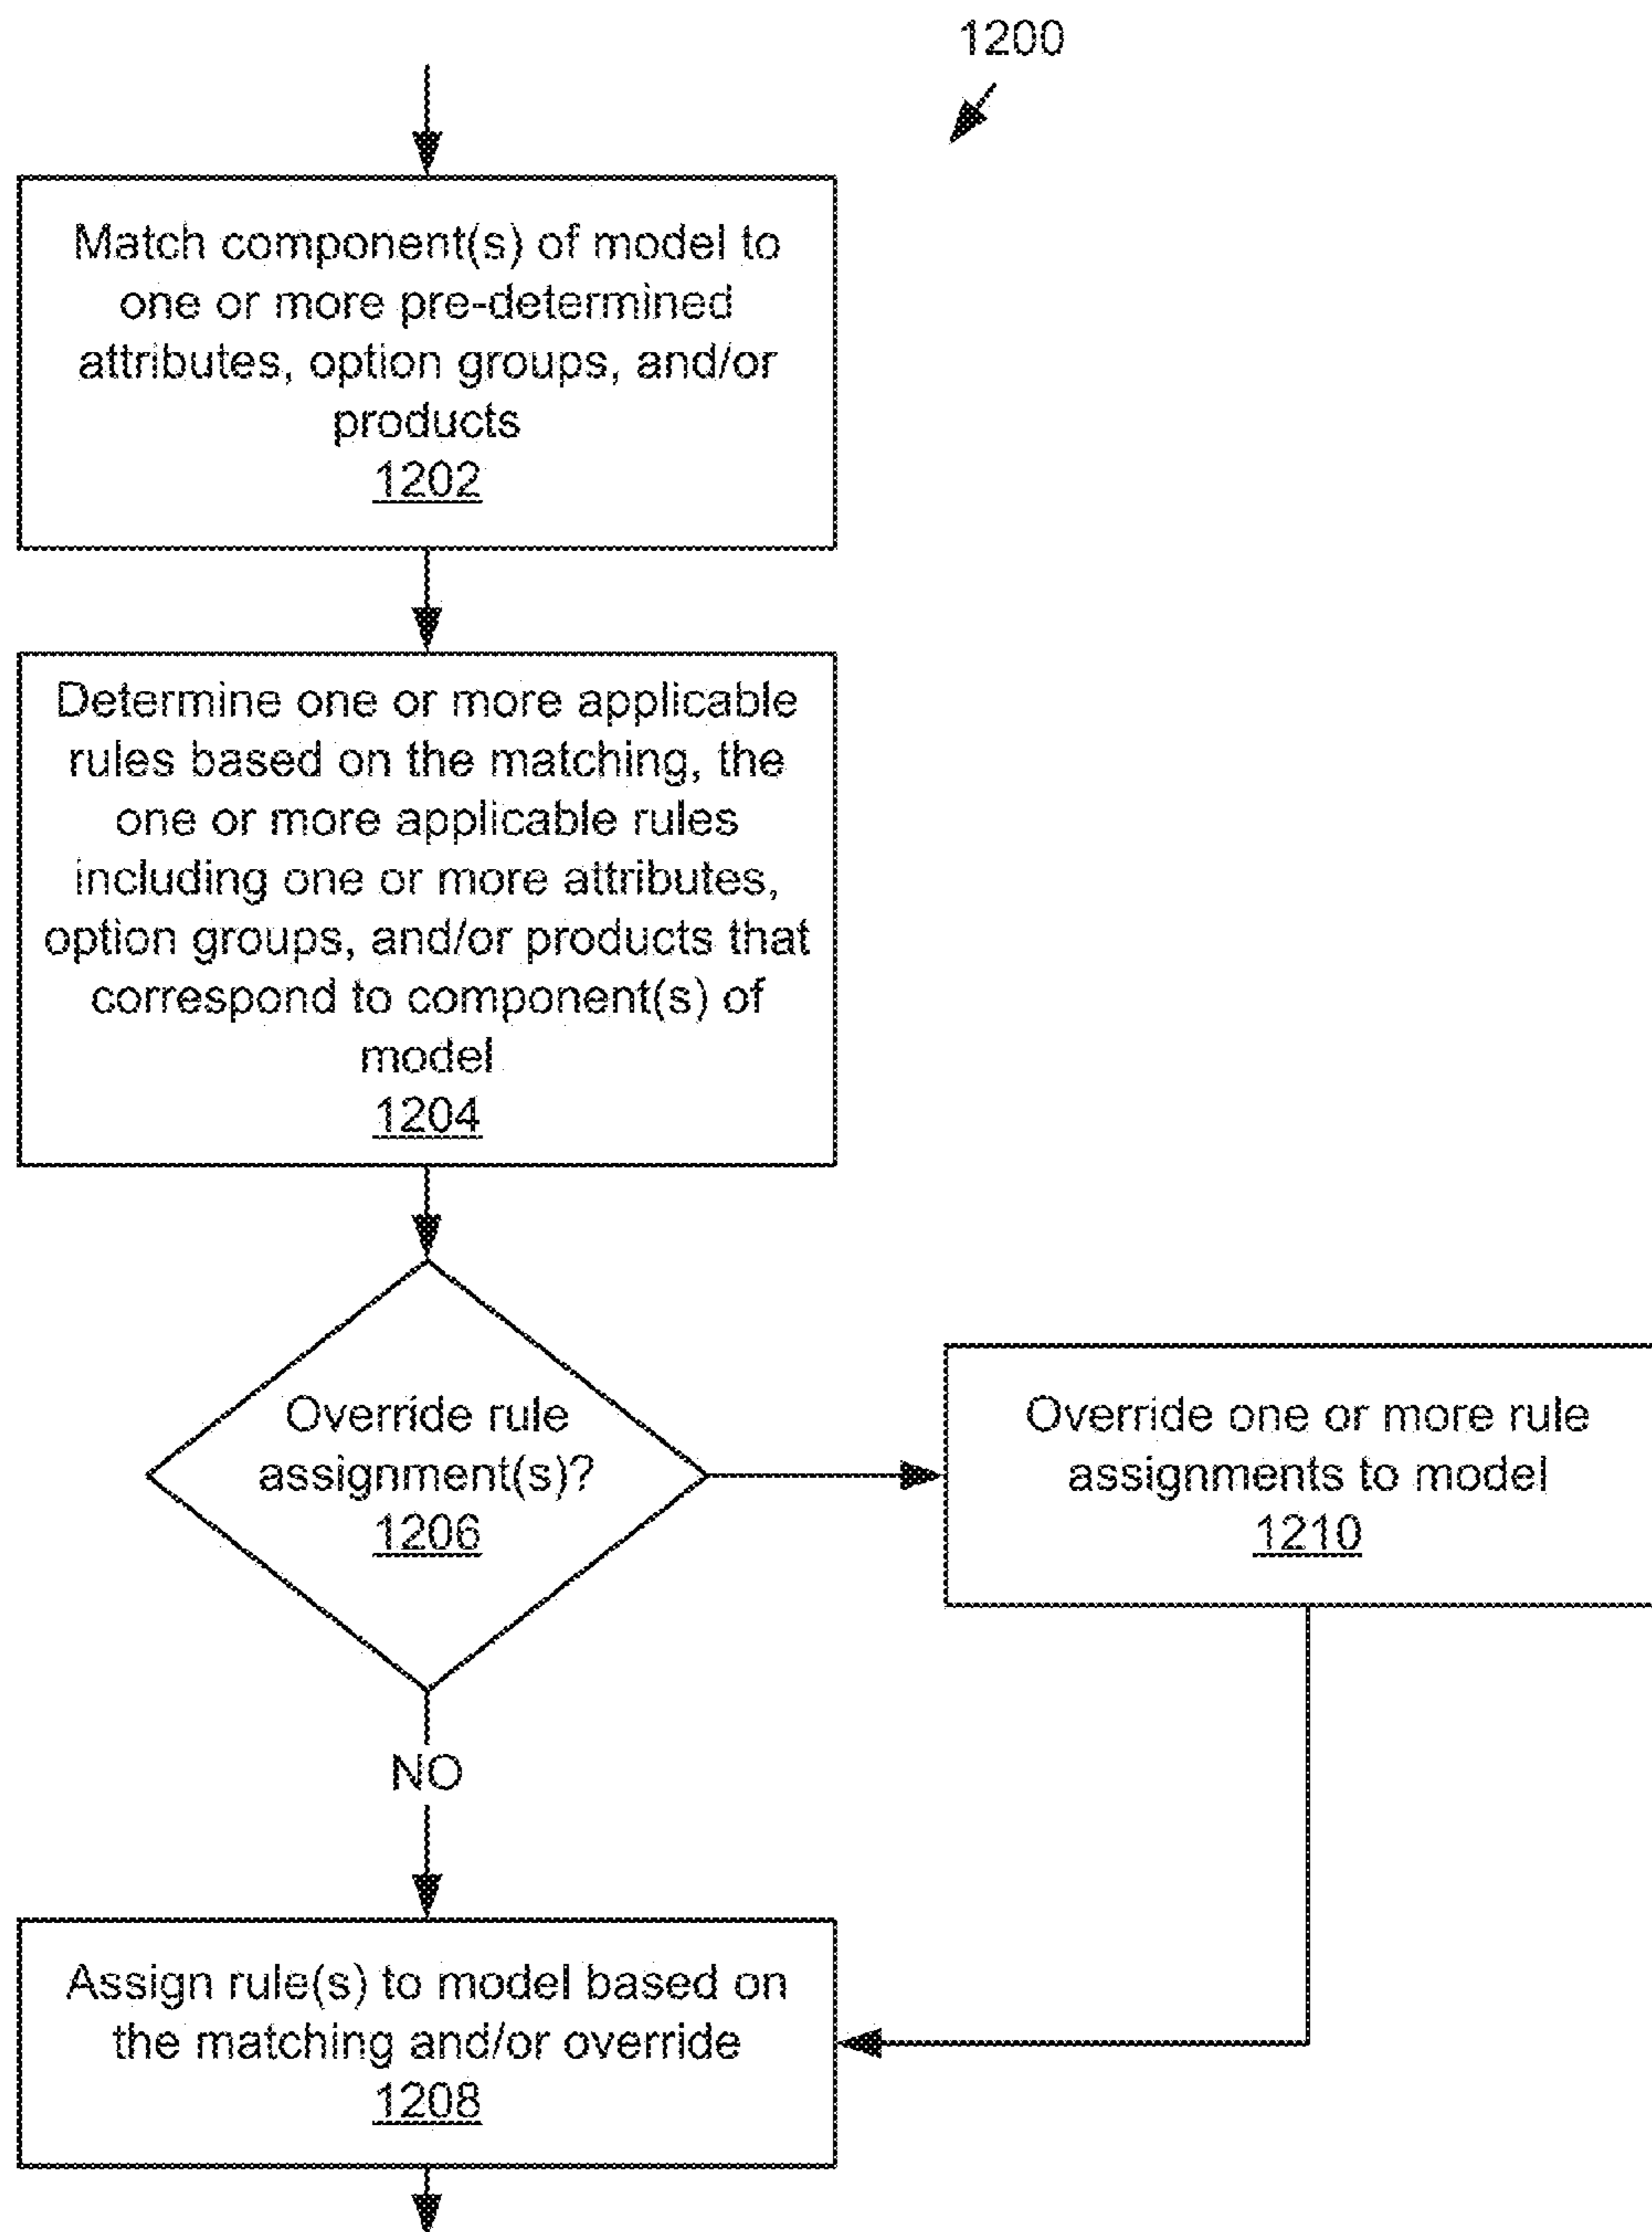 1200
Match component(s) of model to
one or more pre-determined
attributes, option groups, and/or
products
1202
Determine one or more applicable
rules based on the matching, the
one or more applicable rules
including one or more attributes,
option groups, and/or products that
correspond to component(s) of
model
1204
Override rule
assignment(s)?
1206
Override one or more rule
assignments to model
1210
NO
Assign rule(s) to model based on
the matching and/or override
1208